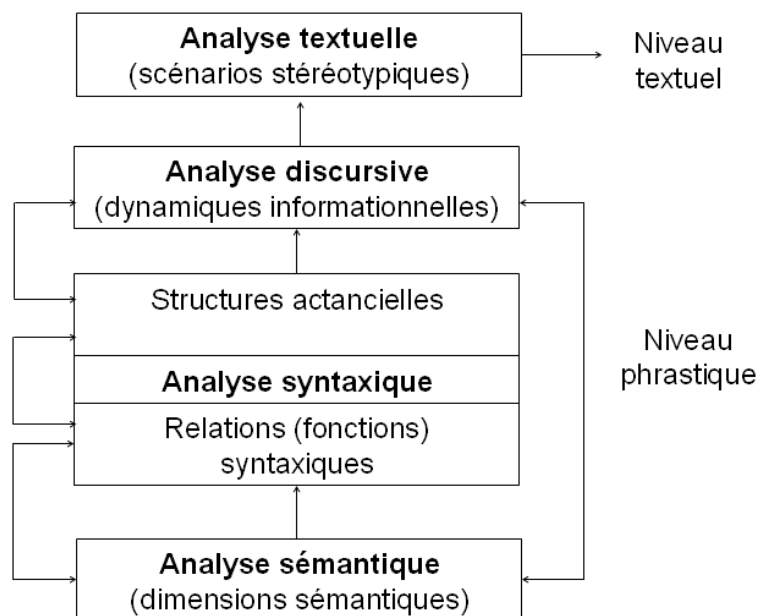 Analyse textuelle
(scénarios stéréotypiques)
Niveau
textuel
Analyse discursive
(dynamiques informationnelles)
Structures actancielles
Niveau
phrastique
Analyse syntaxique
Relations (fonctions)
syntaxiques
Analyse sémantique
(dimensions sémantiques)